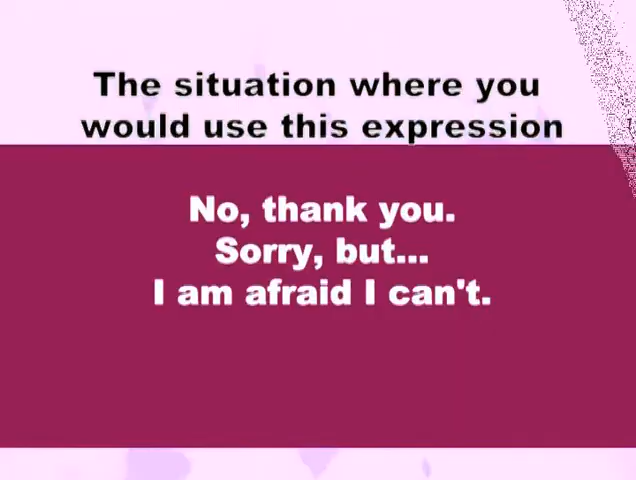 The situation where you
would use this expression
No, thank you.
Sorry, but...
I am afraid I can't.